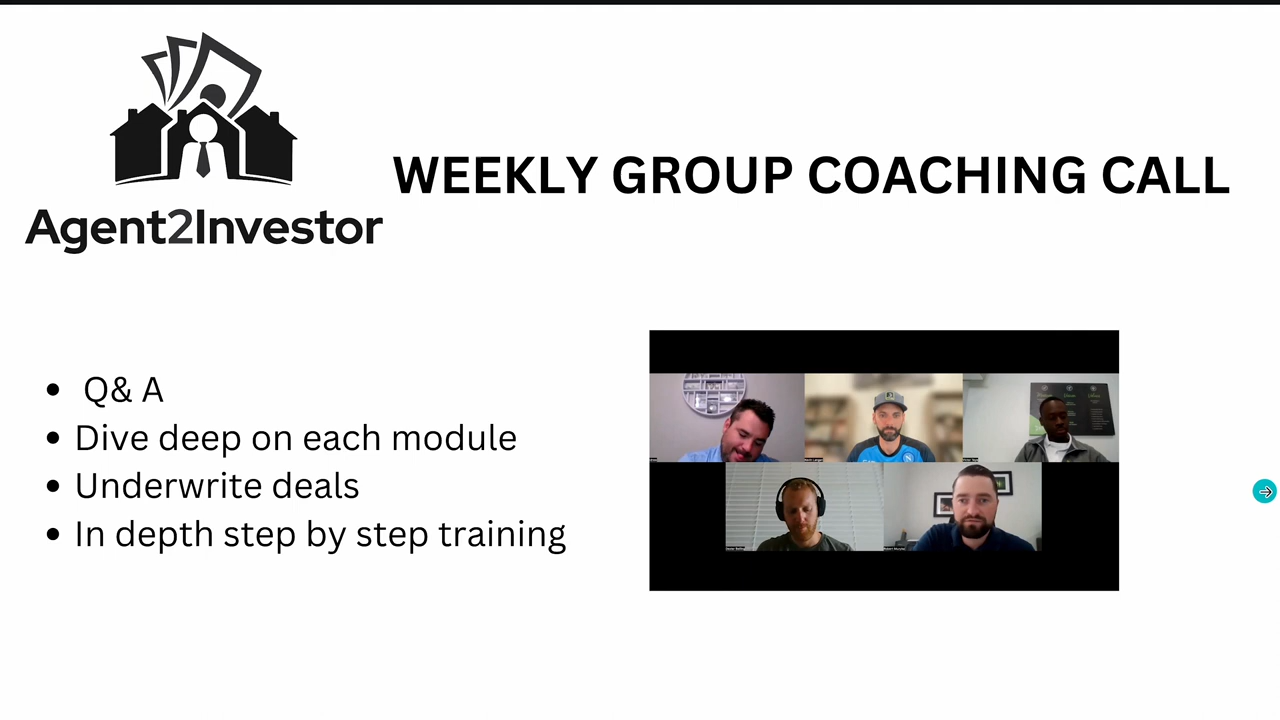 Agent2Investor
WEEKLY GROUP COACHING CALL
Q& A
Dive deep on each module
Underwrite deals
In depth step by step training